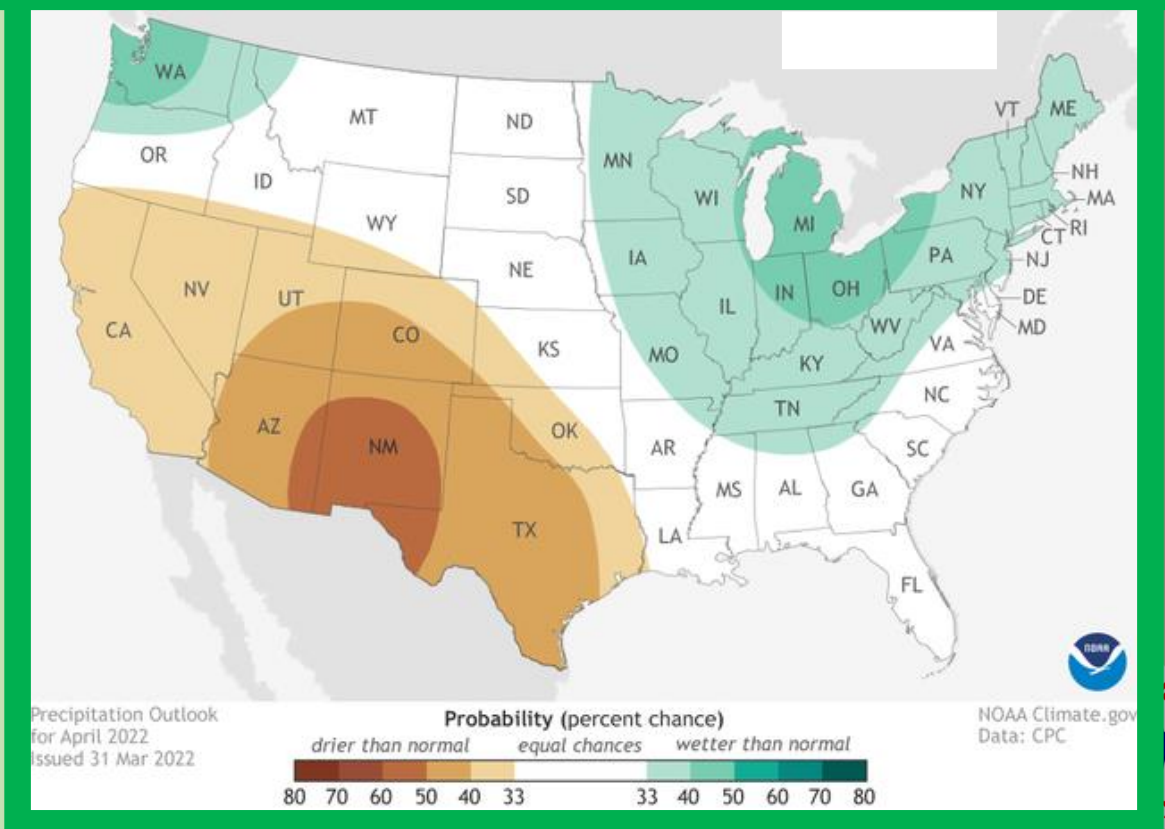 WA
MT
ND
MN
VT
ME
OR
ID
SD
WI
MI
NY
NH
MA
WY
RI
CT
NV
UT
NE
IA
IL
IN
OH
PA
NJ
CA
CO
KS
MO
WV
KY
VA
DE
MD
AZ
NM
OK
AR
TN
NC
SC
TX
LA
MS
AL
GA
FL
NOAA
Precipitation Outlook
for April 2022
Issued 31 Mar 2022
Probability (percent chance)
drier than normal equal chances wetter than normal
80 70 60 50 40 33 33 40 50 60 70 80
NOAA Climate.gov
Data: CPC